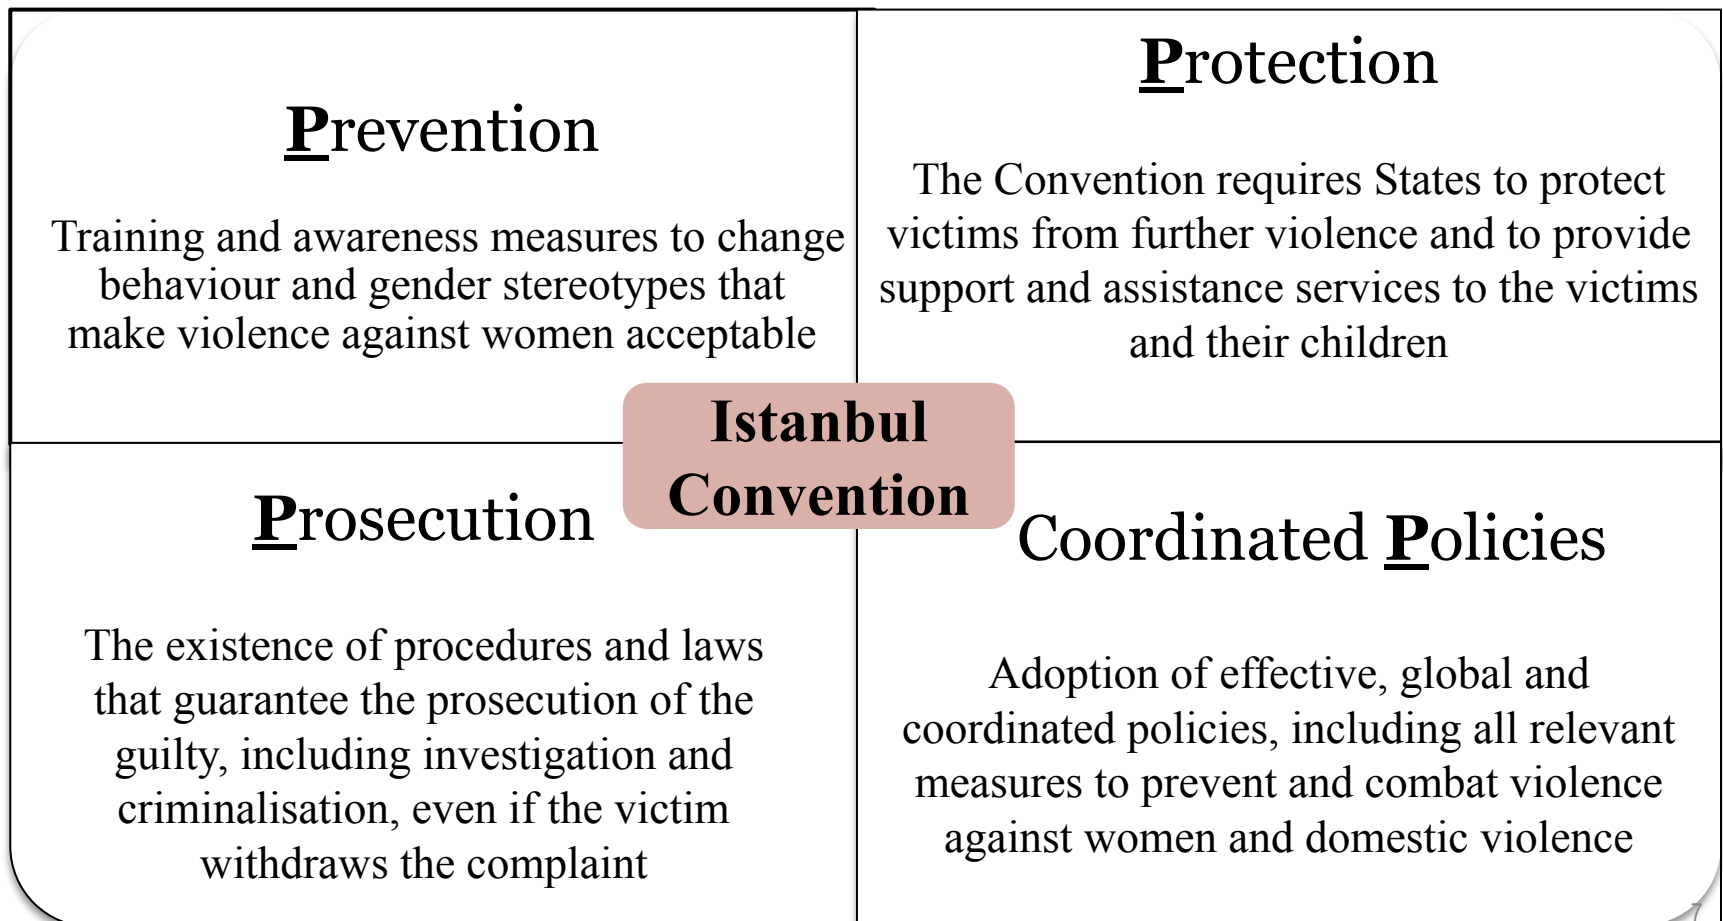 Prevention
Training and awareness measures to change
behaviour and gender stereotypes that
make violence against women acceptable
Protection
The Convention requires States to protect
victims from further violence and to provide
support and assistance services to the victims
and their children
Istanbul
Convention
Prosecution
The existence of procedures and laws
that guarantee the prosecution of the
guilty, including investigation and
criminalisation, even if the victim
withdraws the complaint
Coordinated Policies
Adoption of effective, global and
coordinated policies, including all relevant
measures to prevent and combat violence
against women and domestic violence
7